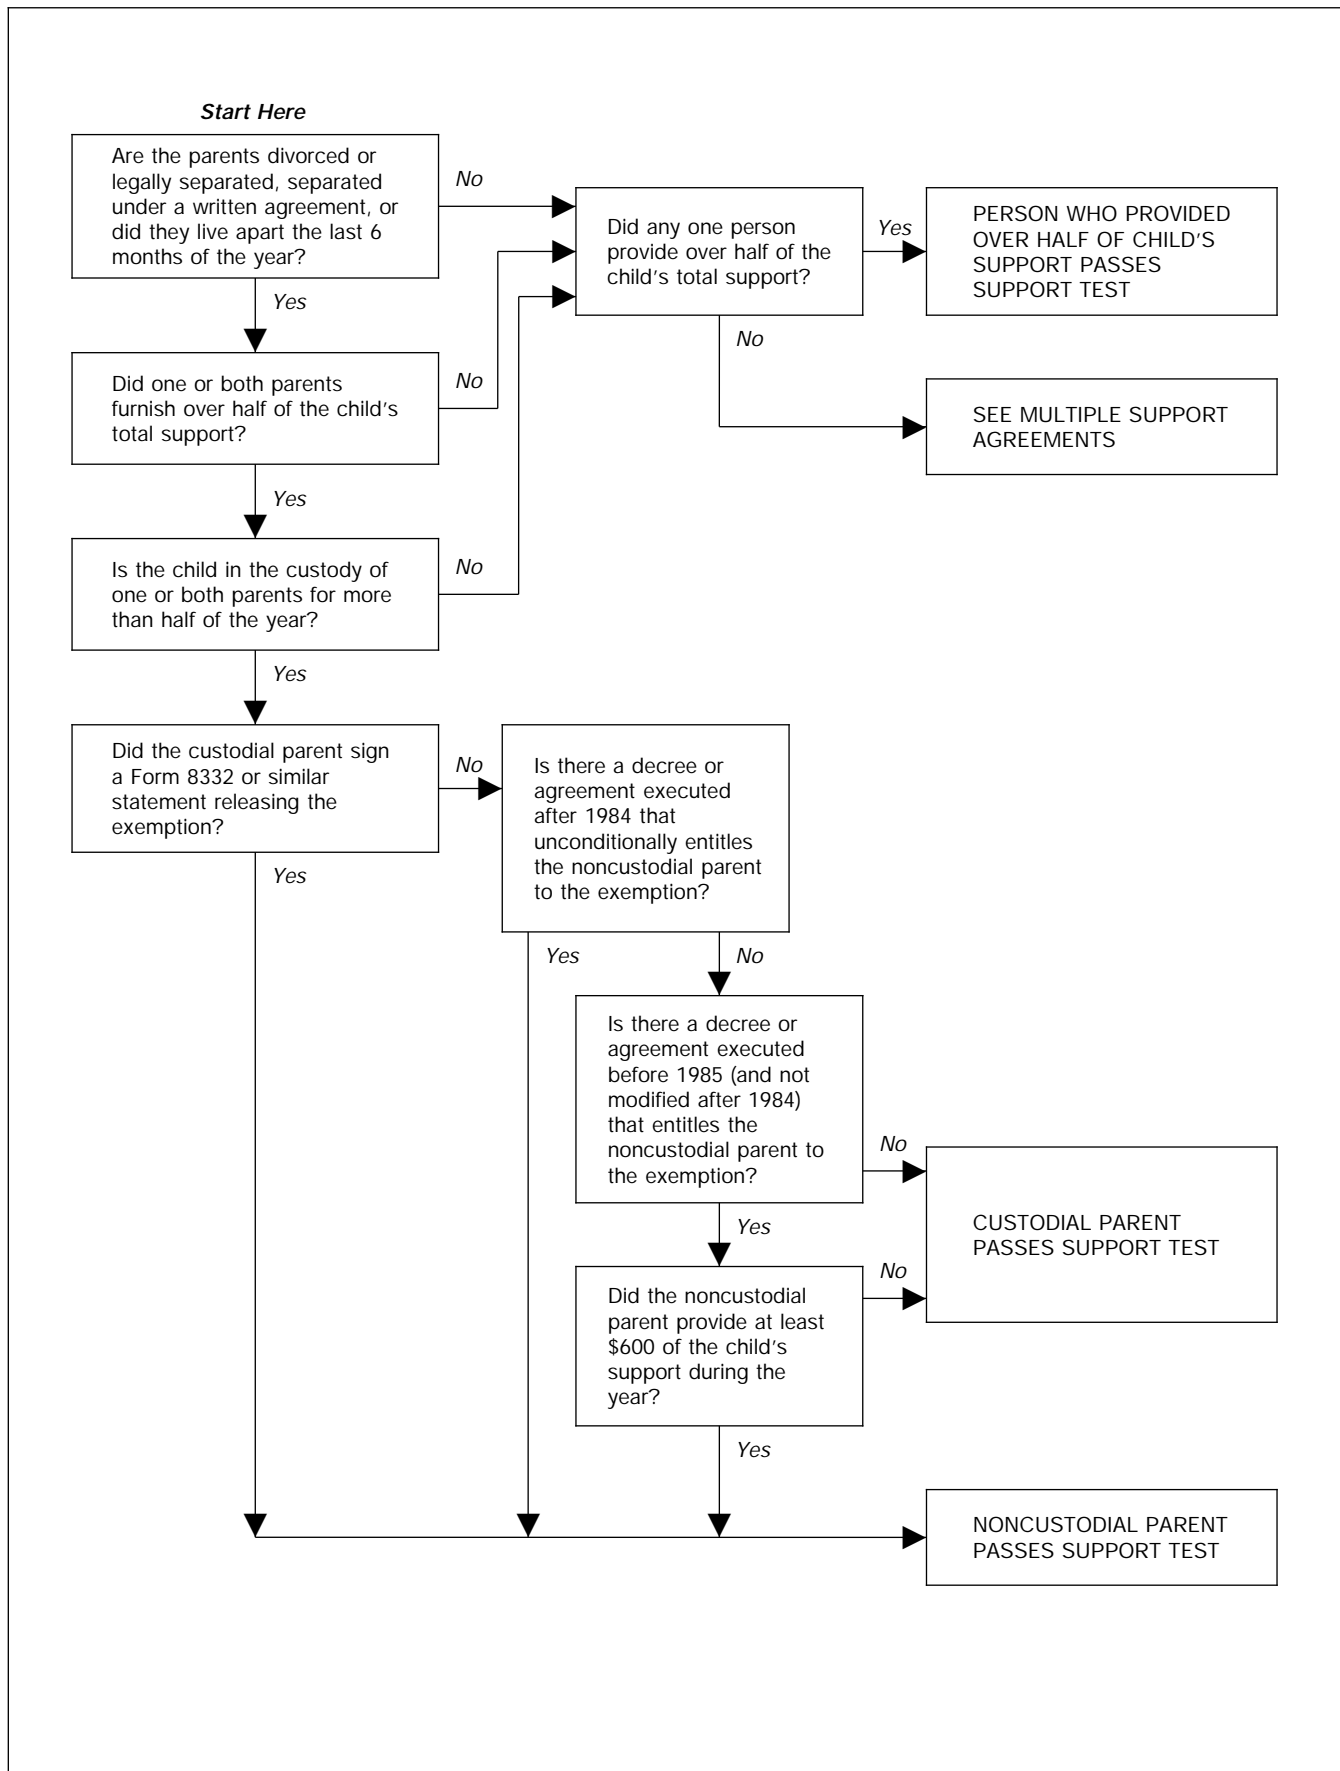 Start Here
Are the parents divorced or
legally separated, separated
under a written agreement, or
did they live apart the last 6
months of the year?
No
Did any one person
provide over half of the
child's total support?
Yes
PERSON WHO PROVIDED
OVER HALF OF CHILD'S
SUPPORT PASSES
SUPPORT TEST
Yes
No
Did one or both parents
furnish over half of the child's
total support?
No
SEE MULTIPLE SUPPORT
AGREEMENTS
Yes
Is the child in the custody of
one or both parents for more
than half of the year?
No
Yes
Did the custodial parent sign
a Form 8332 or similar
statement releasing the
exemption?
No
Is there a decree or
agreement executed
after 1984 that
unconditionally entitles
the noncustodial parent
to the exemption?
Yes
Yes
No
Is there a decree or
agreement executed
before 1985 (and not
modified after 1984)
that entitles the
noncustodial parent to
the exemption?
No
CUSTODIAL PARENT
PASSES SUPPORT TEST
Yes
Did the noncustodial
parent provide at least
$600 of the child's
support during the
year?
No
Yes
NONCUSTODIAL PARENT
PASSES SUPPORT TEST